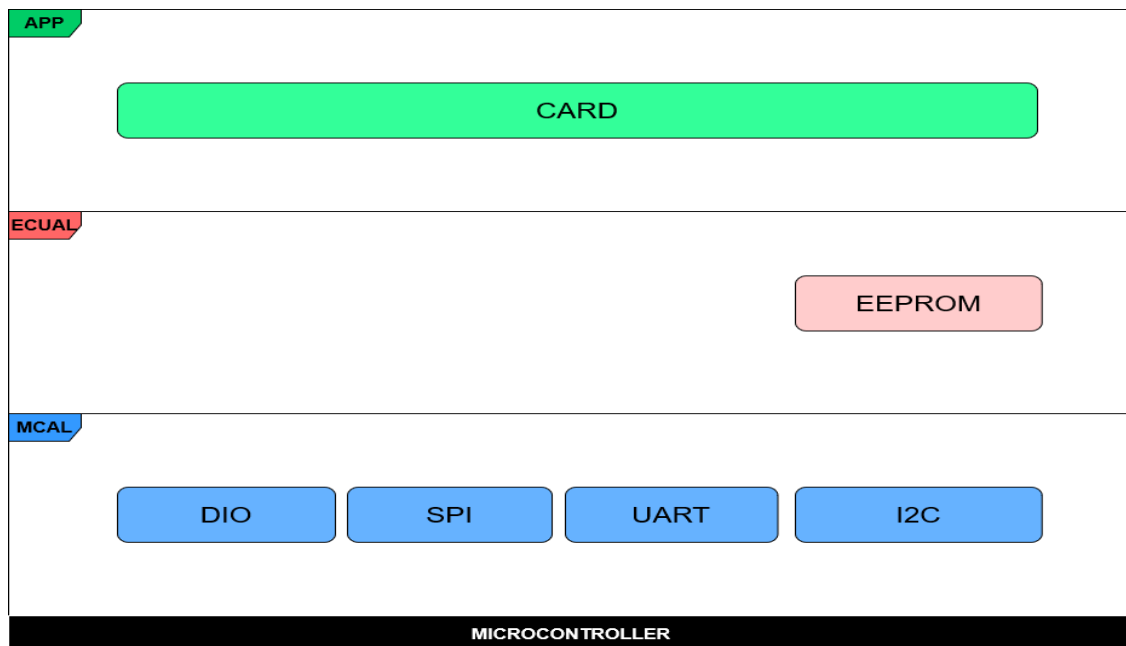 APP
CARD
ECUAL
EEPROM
MCAL
DIO SPI UART I2C
MICROCONTROLLER